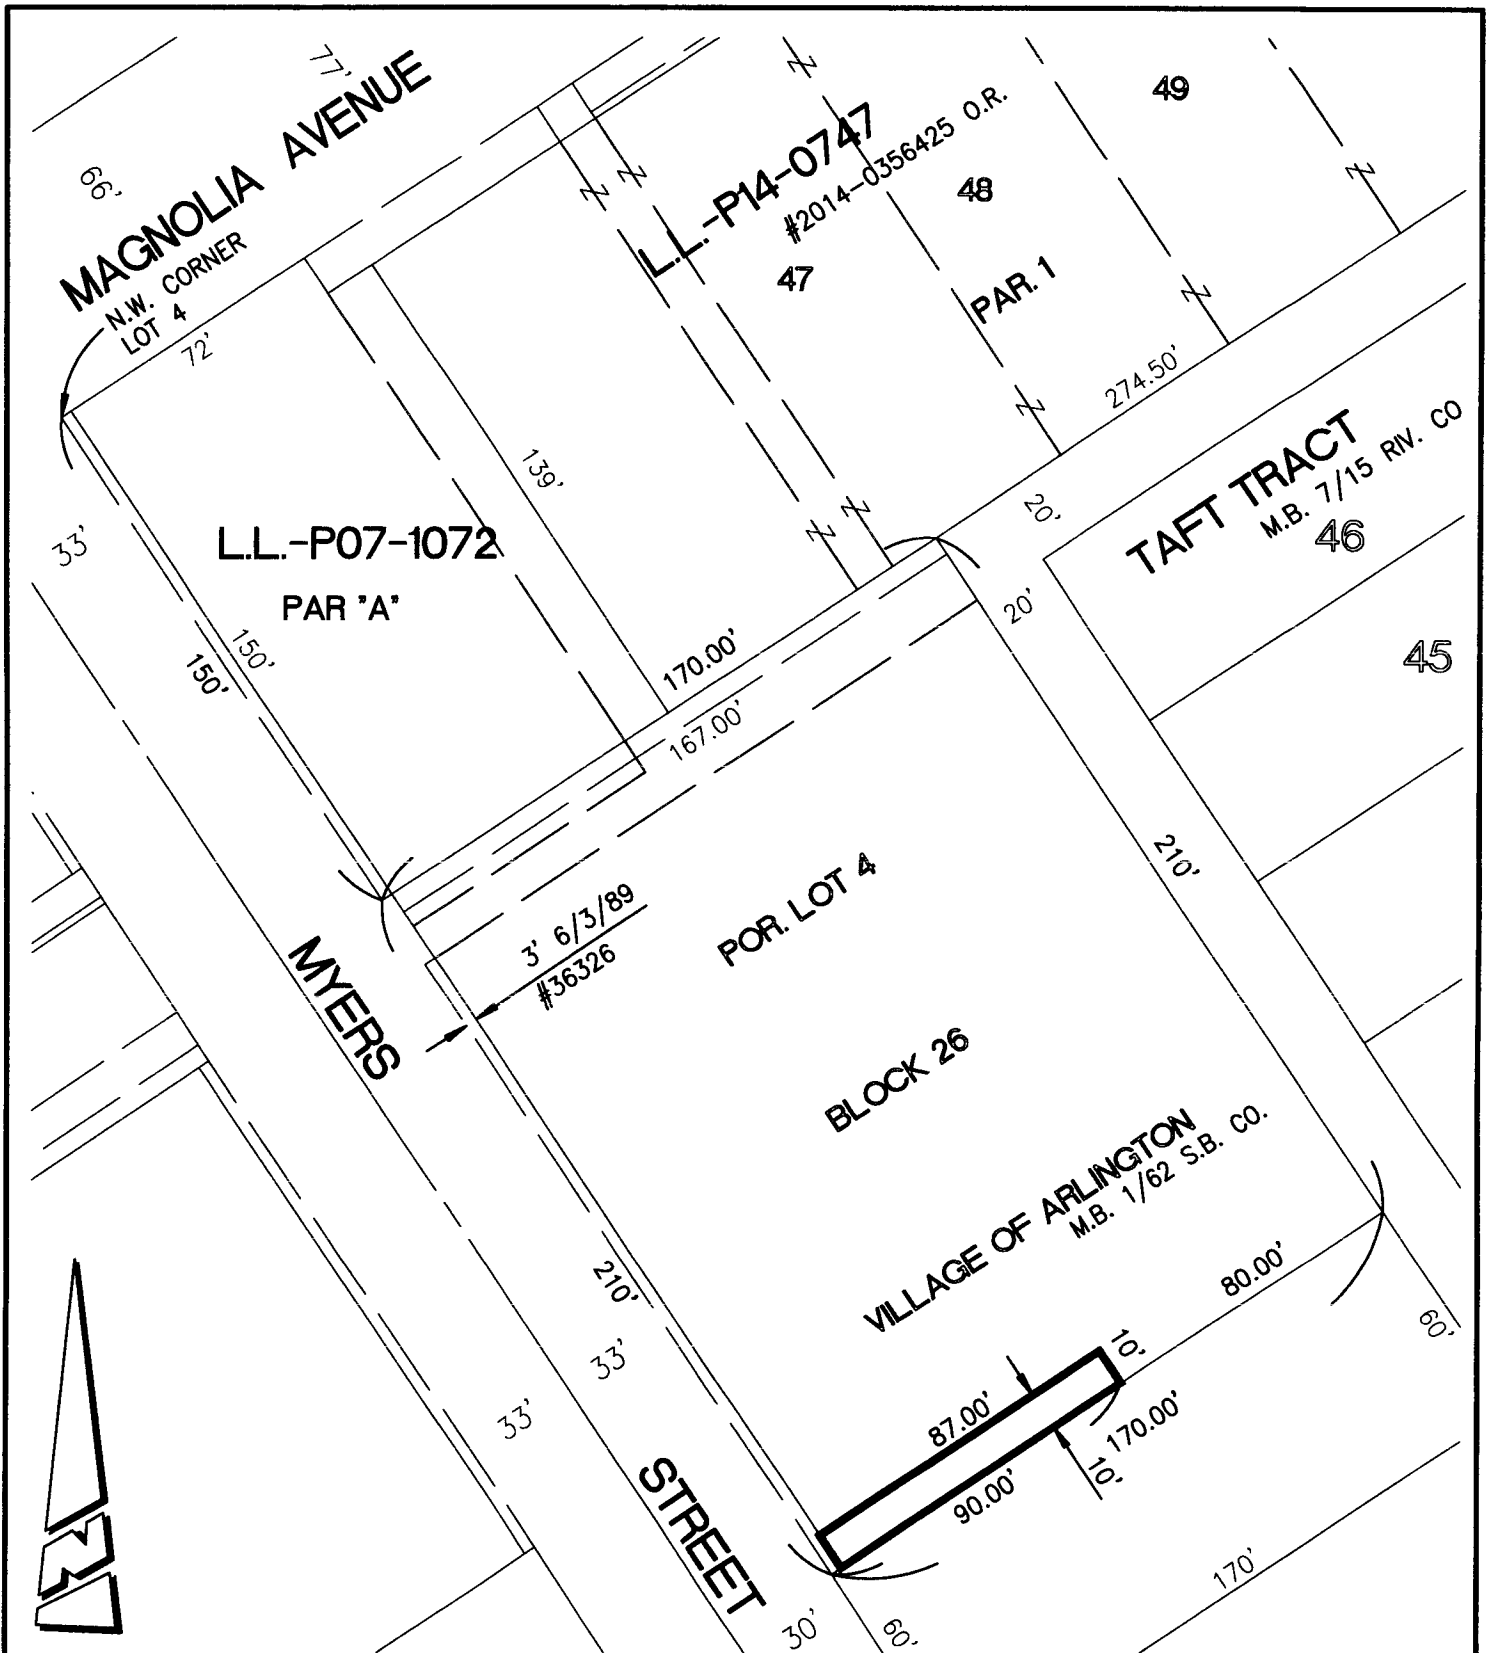 77'
66'
MAGNOLIA AVENUE
N.W. CORNER
LOT 4
72'
L.L.-P14-0747
#2014-0356425 O.R.
49
48
47
PAR. 1
274.50'
139'
33'
L.L.-P07-1072
PAR "A"
150'
150'
170.00'
167.00'
20'
20'
TAFT TRACT
M.B. 7/15 RIV. CO
46
45
210'
3' 6/3/89
#36326
POR. LOT 4
BLOCK 26
VILLAGE OF ARLINGTON
M.B. 1/62 S.B. CO.
MYERS
210'
33'
33'
STREET
80.00'
60'
10'
87.00'
170.00'
90.00'
10'
170'
30'
60'
N